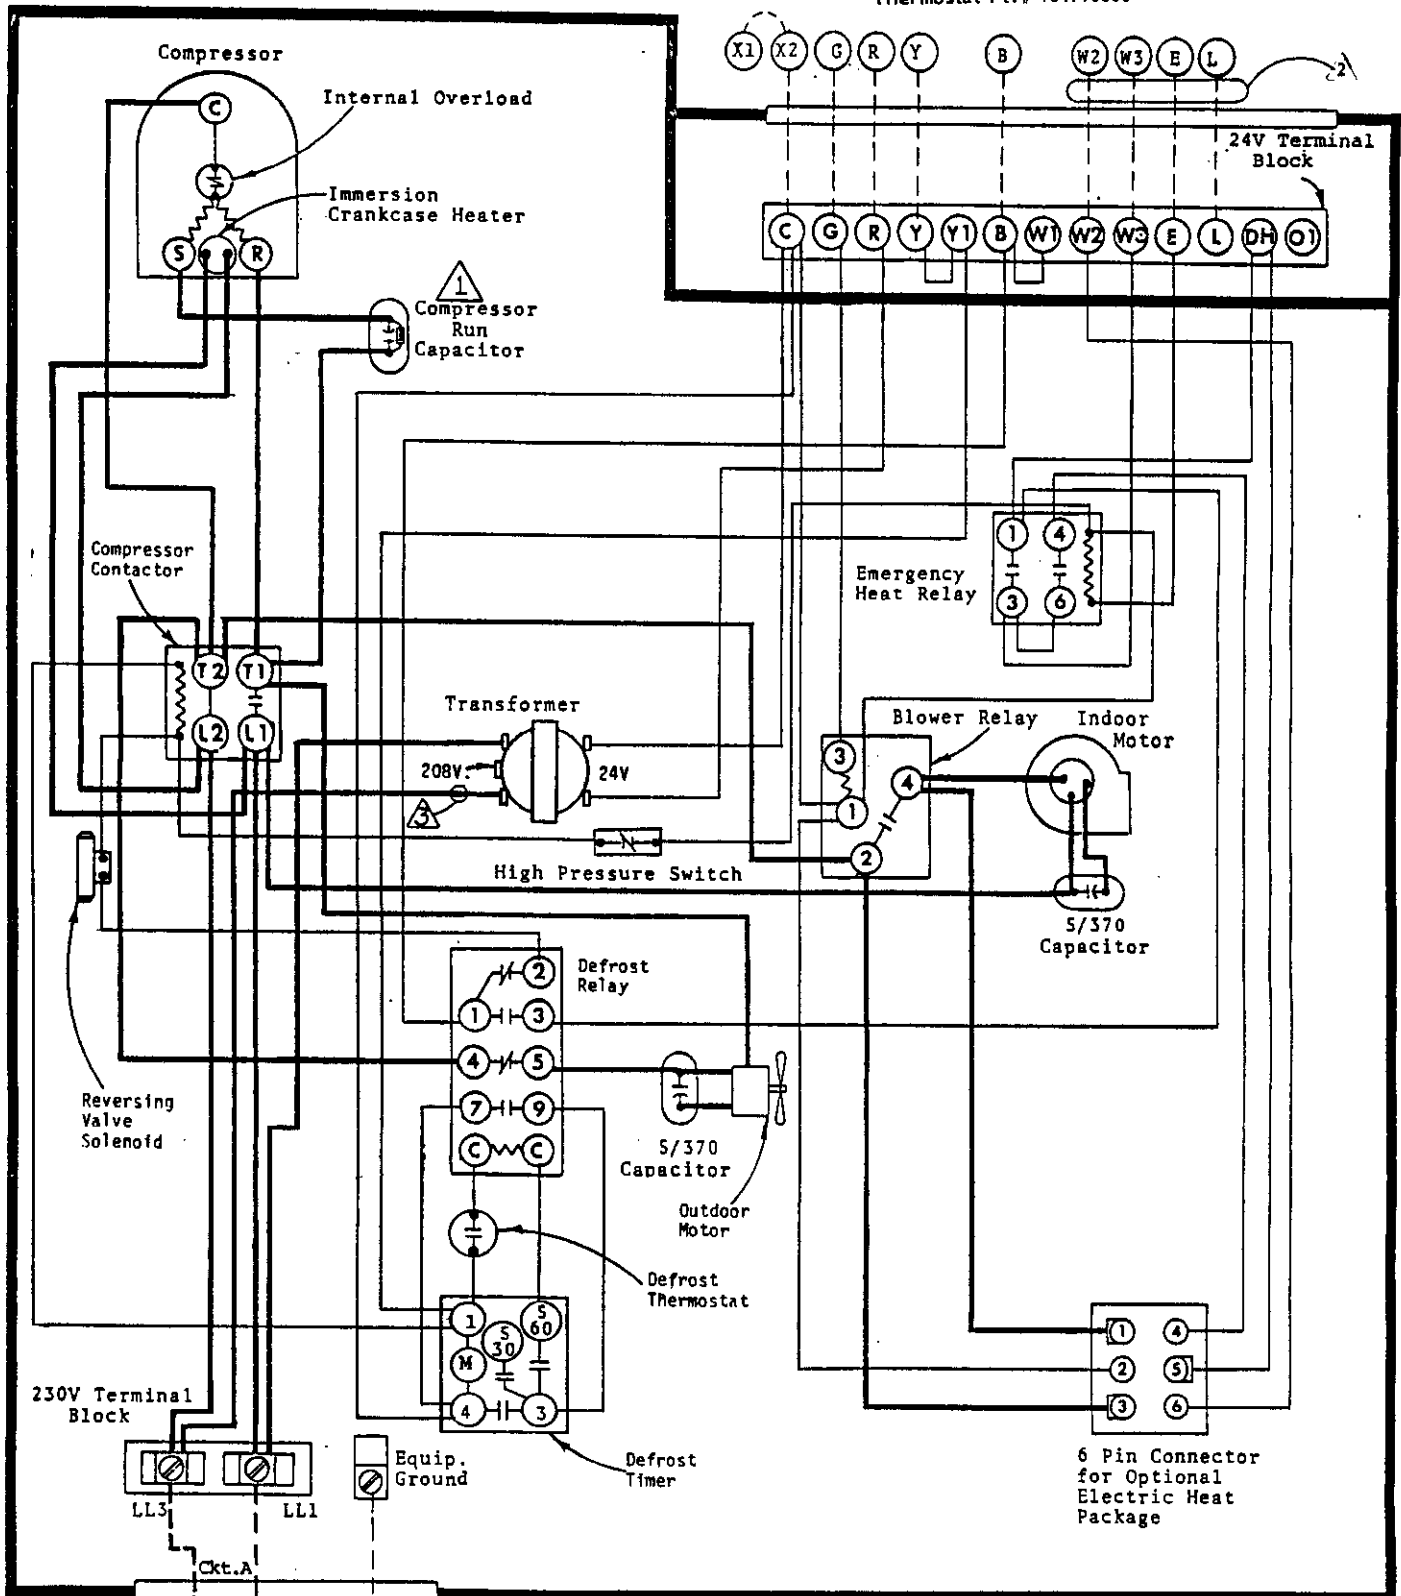 X1 X2 G R Y B W2 W3 E L
2
Compressor
C
Internal Overload
Immersion
Crankcase Heater
S R
24V Terminal
Block
C G R Y Y1 B W1 W2 W3 E L DH O1
1
Compressor
Run
Capacitor
Compressor
Contactor
T2 T1
L2 L1
Emergency
Heat Relay
1 4
3 6
Transformer
208V.
24V
3
Blower Relay
3
4
1
2
Indoor
Motor
High Pressure Switch
5/370
Capacitor
Defrost
Relay
2
1 3
4 5
7 9
C C
Reversing
Valve
Solenoid
5/370
Capacitor
Outdoor
Motor
Defrost
Thermostat
1
S
30
S
60
M
4 3
Defrost
Timer
230V Terminal
Block
LL3 LL1
Ckt.A
Equip.
Ground
1 4
2 5
3 6
6 Pin Connector
for Optional
Electric Heat
Package